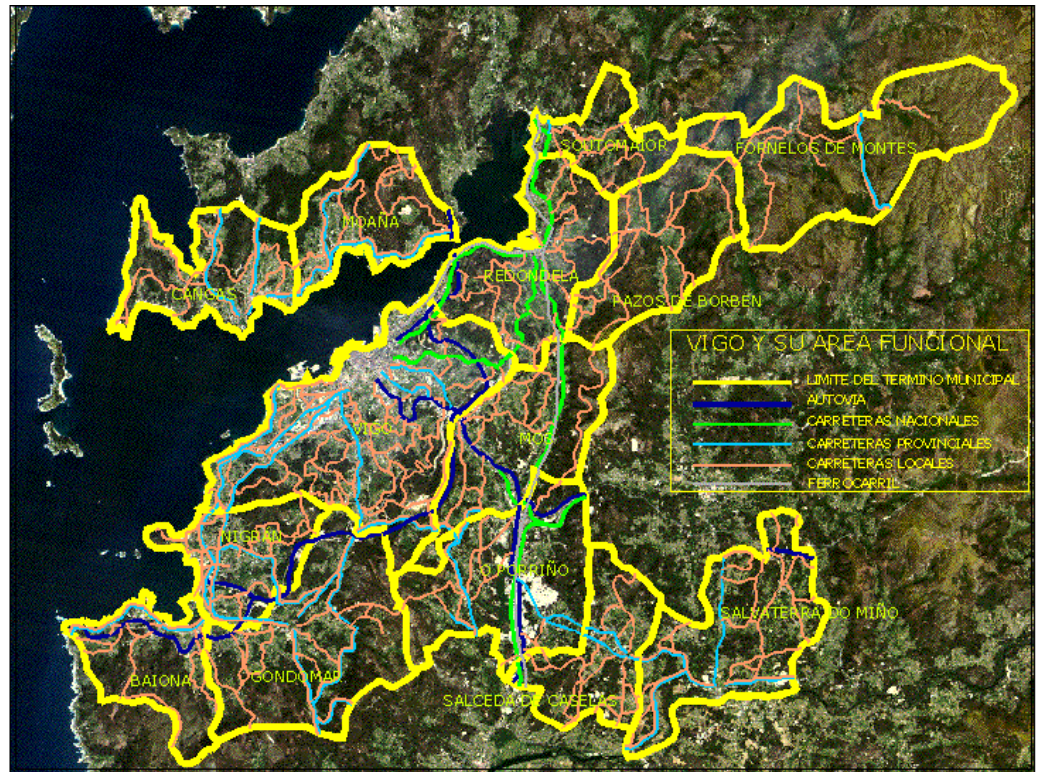 SOUTOMAIOR
FORNELOS DE MONTES
MOAÑA
REDONDELA
CANGAS
PAZOS DE BORBEN
VIGO Y SU AREA FUNCIONAL
LIMITE DEL TERMINO MUNICIPAL
AUTOVIA
CARRETERAS NACIONALES
CARRETERAS PROVINCIALES
CARRETERAS LOCALES
FERROCARRIL
VIGO
MOS
NIGRAN
O PORRIÑO
SALVATERRA DO MIÑO
BAIONA
GONDOMAR
SALCEDA DE CASELAS